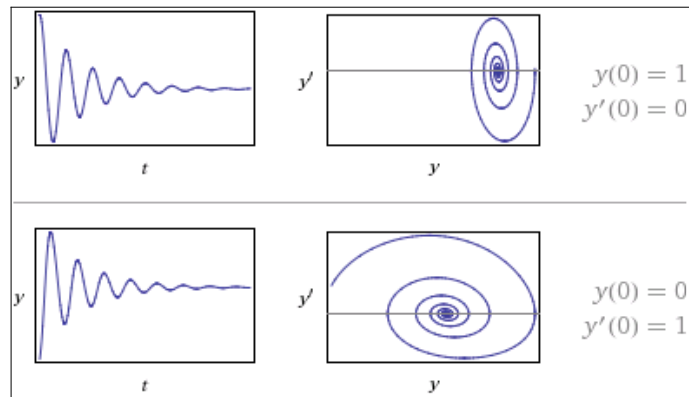 y
t
y′
y
y(0) = 1
y′(0) = 0
y
t
y′
y
y(0) = 0
y′(0) = 1